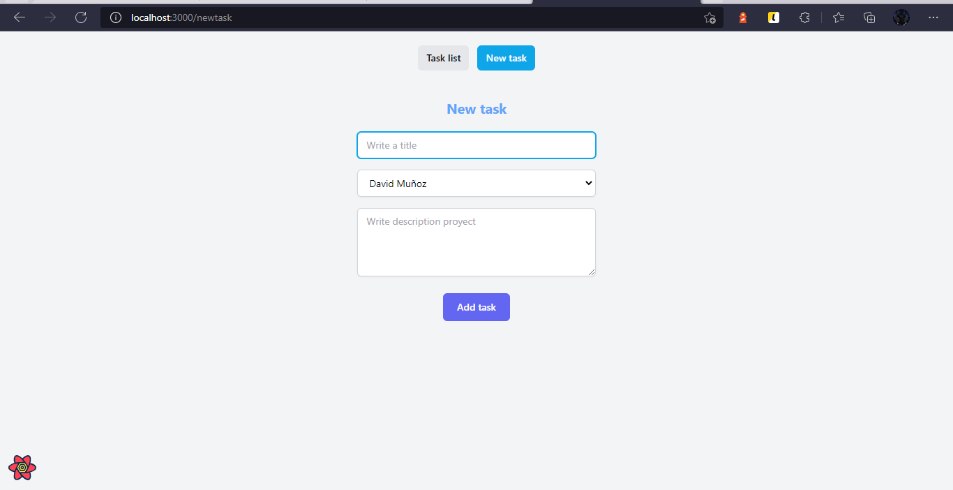 localhost:3000/newtask
Task list
New task
New task
Write a title
David Muñoz
Write description proyect
Add task